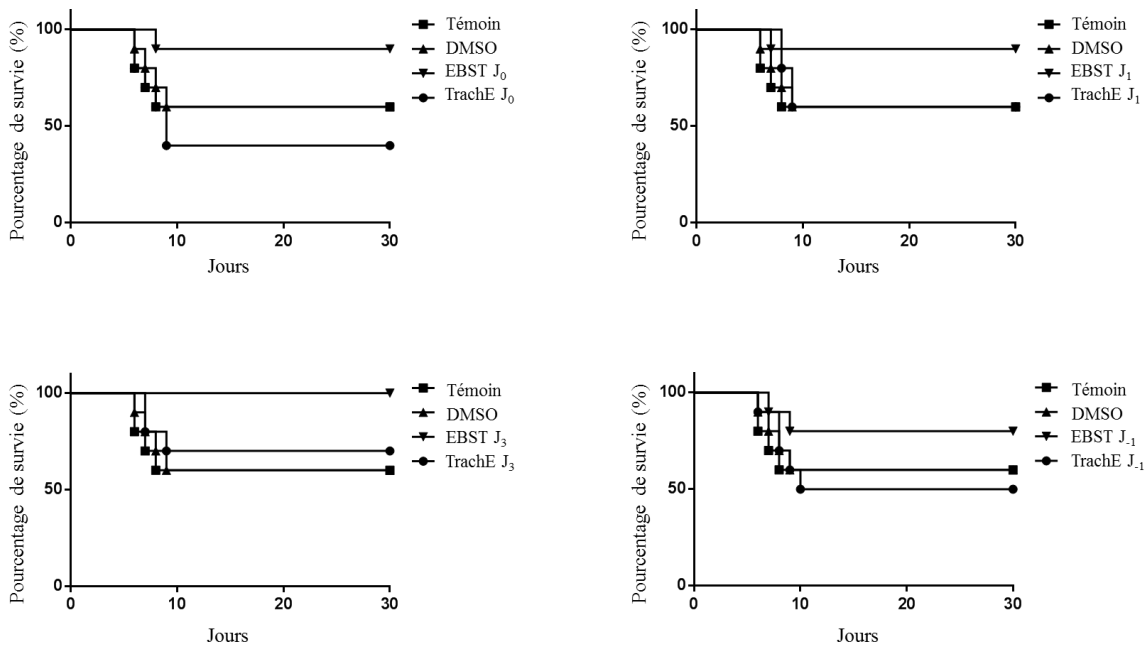 Pourcentage de survie (%)
100
50
0
0 10 20 30
Jours
Témoin
DMSO
EBST J0
TrachE J0
Pourcentage de survie (%)
100
50
0
0 10 20 30
Jours
Témoin
DMSO
EBST J1
TrachE J1
Pourcentage de survie (%)
100
50
0
0 10 20 30
Jours
Témoin
DMSO
EBST J3
TrachE J3
Pourcentage de survie (%)
100
50
0
0 10 20 30
Jours
Témoin
DMSO
EBST J-1
TrachE J-1